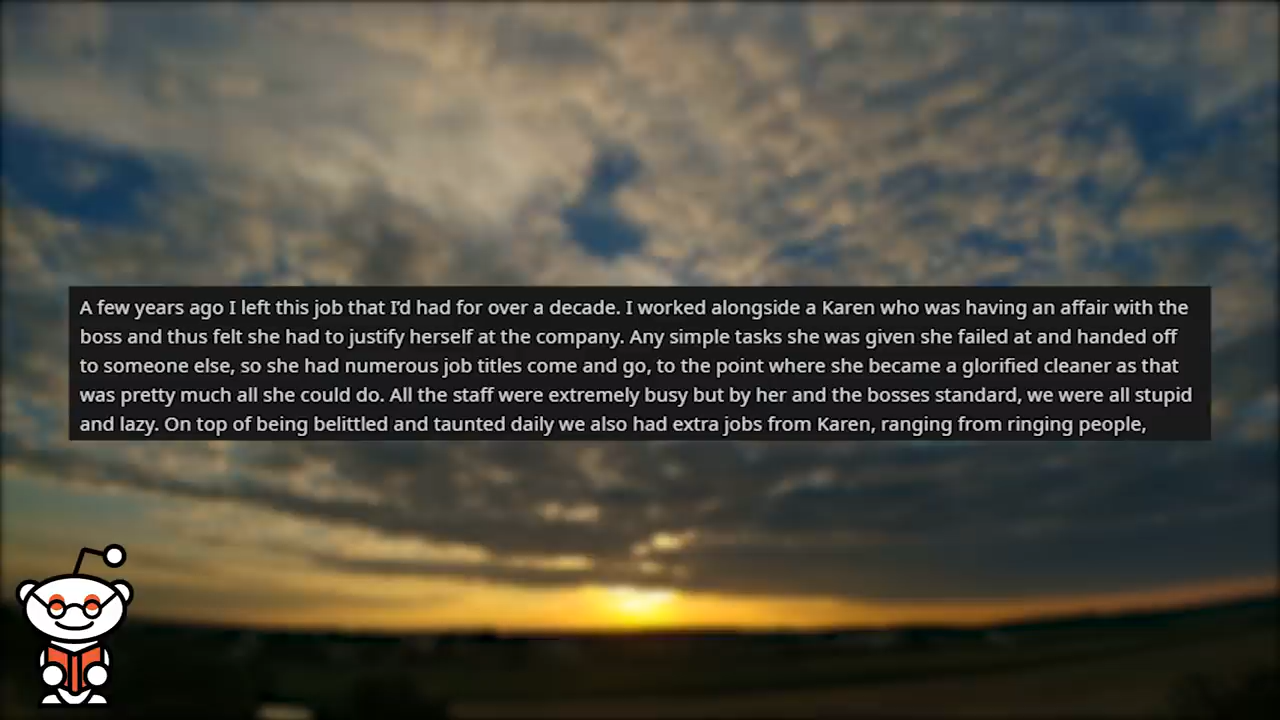 A few years ago I left this job that I'd had for over a decade. I worked alongside a Karen who was having an affair with the
boss and thus felt she had to justify herself at the company. Any simple tasks she was given she failed at and handed off
to someone else, so she had numerous job titles come and go, to the point where she became a glorified cleaner as that
was pretty much all she could do. All the staff were extremely busy but by her and the bosses standard, we were all stupid
and lazy. On top of being belittled and taunted daily we also had extra jobs from Karen, ranging from ringing people,